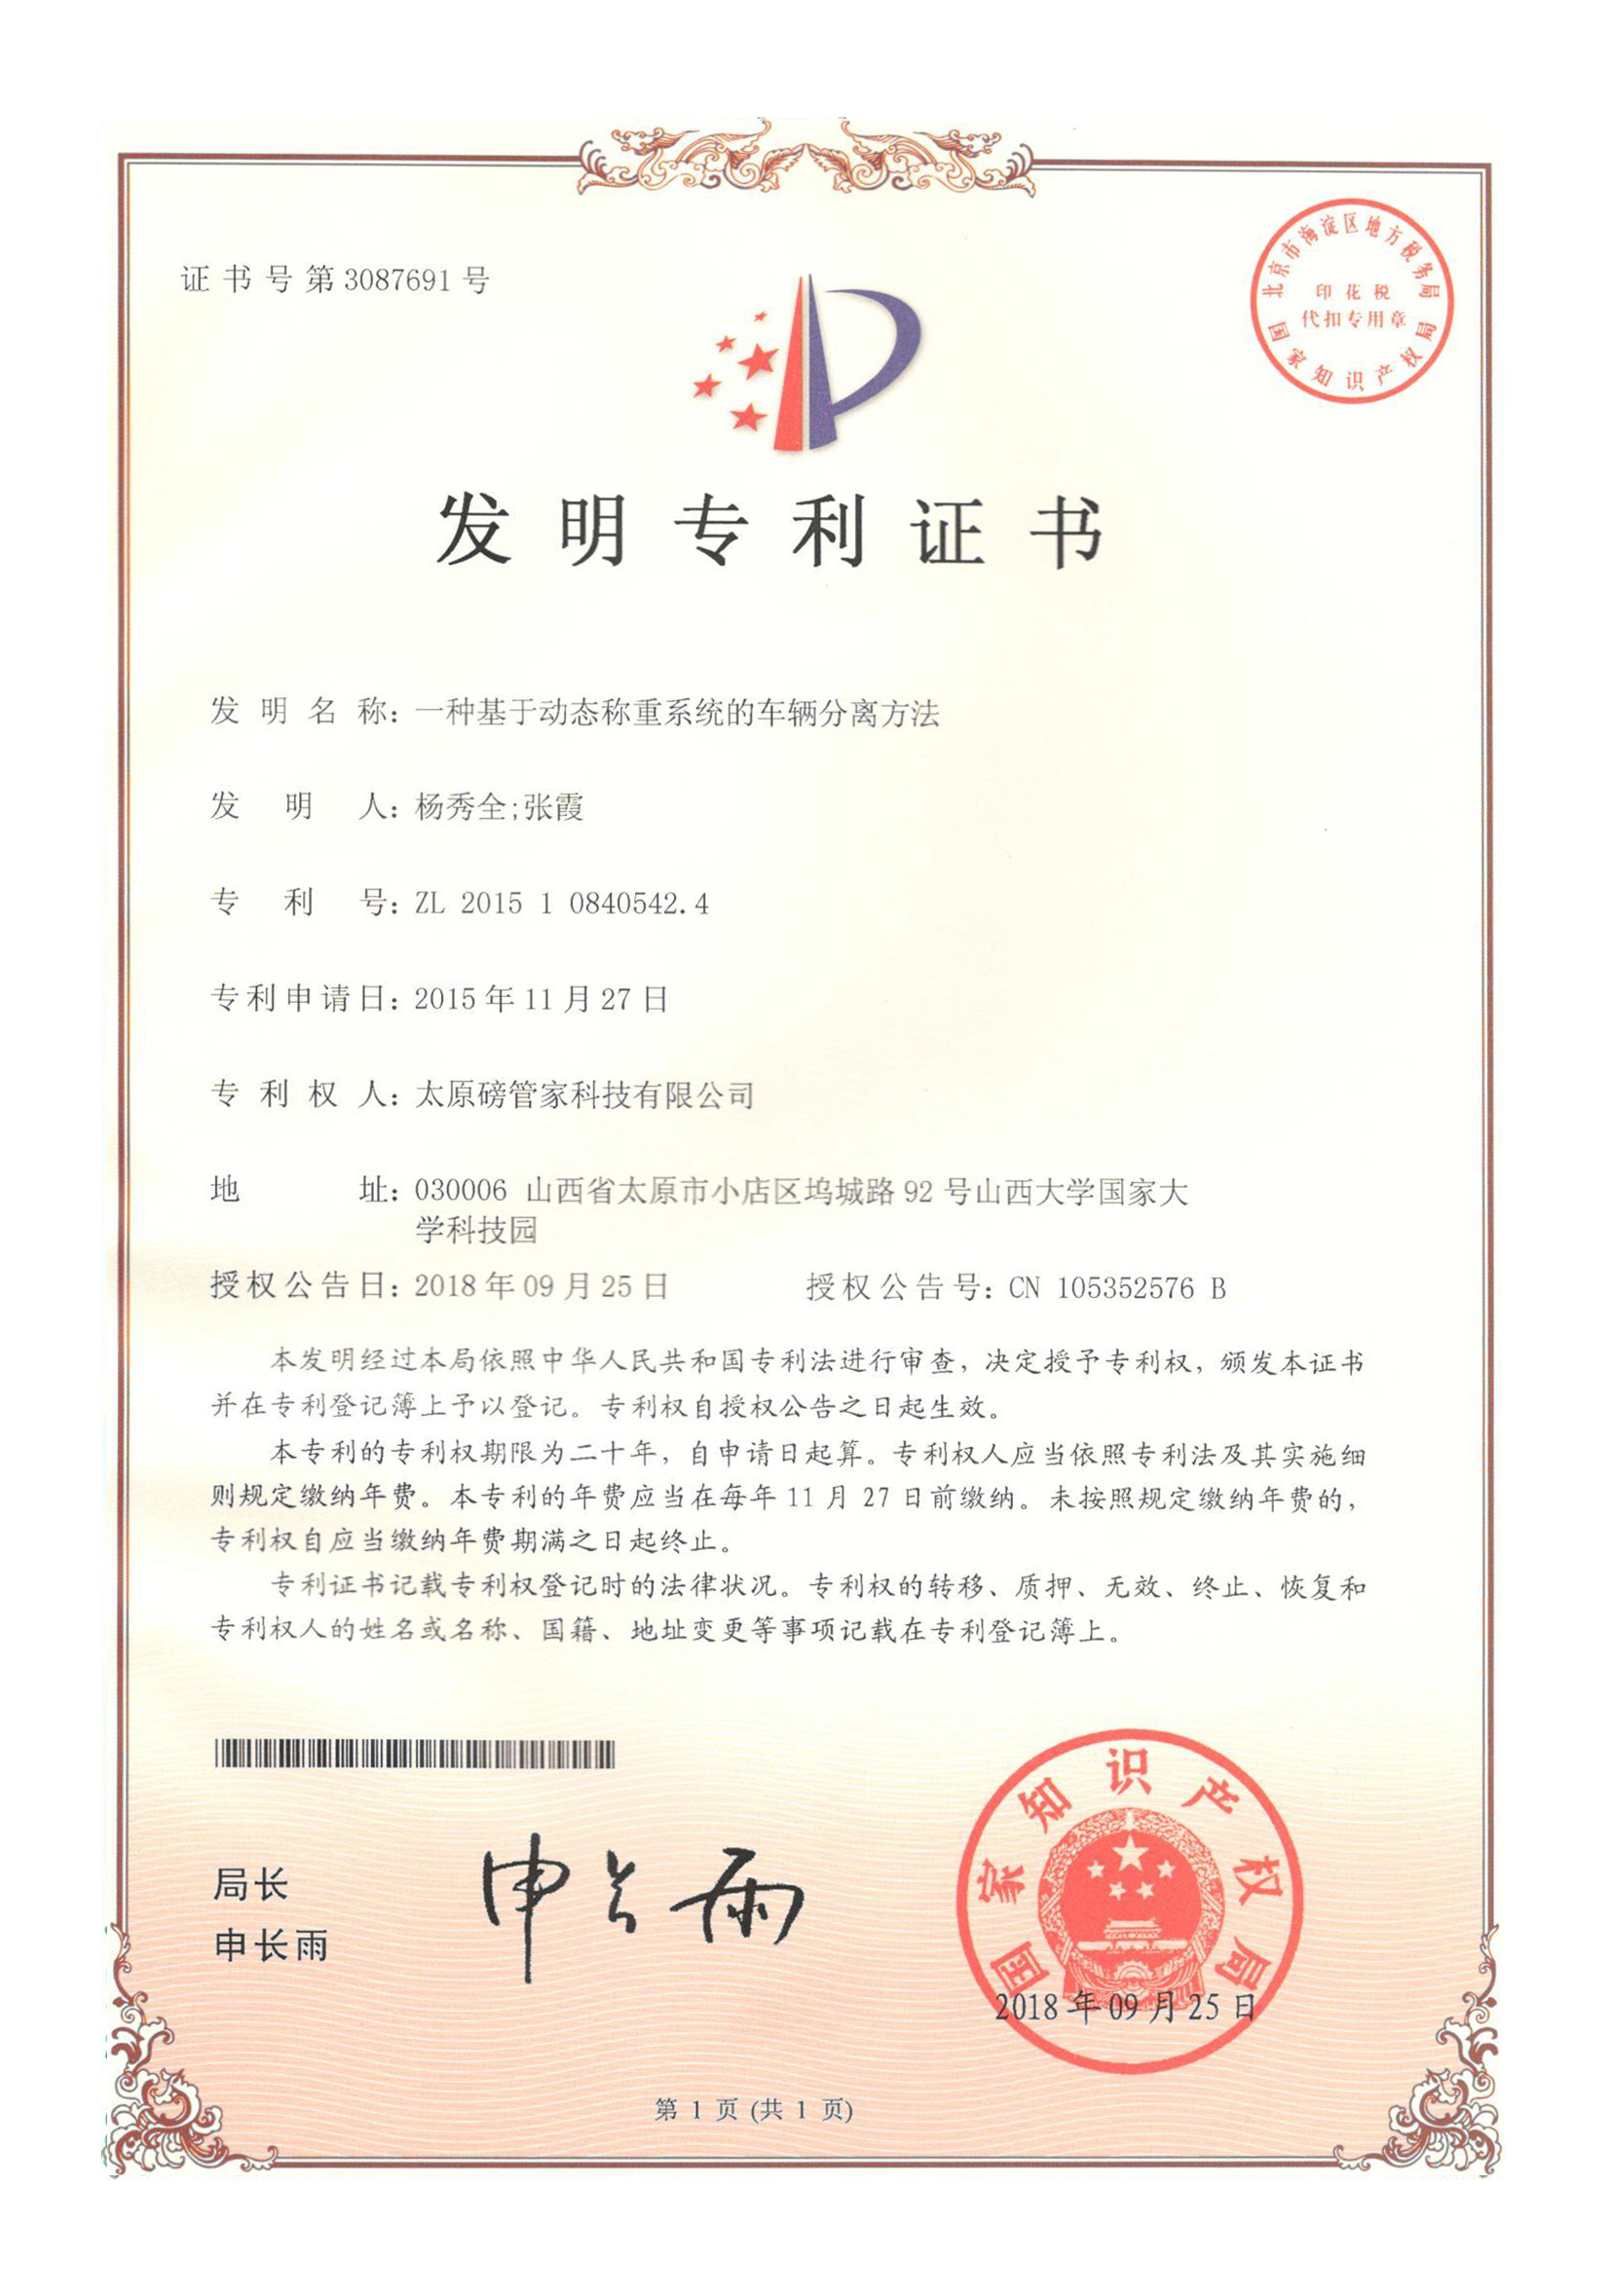 证书号第3087691号
北京市海淀区地方税务局
印花税
代扣专用章
国家知识产权局
发明专利证书
发明名称：一种基于动态称重系统的车辆分离方法
发明人：杨秀全;张霞
专利号：ZL 2015 1 0840542.4
专利申请日：2015年11月27日
专利权人：太原磅管家科技有限公司
地址：030006 山西省太原市小店区坞城路92号山西大学国家大
学科技园
授权公告日：2018年09月25日 授权公告号：CN 105352576 B
本发明经过本局依照中华人民共和国专利法进行审查，决定授予专利权，颁发本证书
并在专利登记簿上予以登记。专利权自授权公告之日起生效。
本专利的专利权期限为二十年，自申请日起算。专利权人应当依照专利法及其实施细
则规定缴纳年费。本专利的年费应当在每年11月27日前缴纳。未按照规定缴纳年费的，
专利权自应当缴纳年费期满之日起终止。
专利证书记载专利权登记时的法律状况。专利权的转移、质押、无效、终止、恢复和
专利权人的姓名或名称、国籍、地址变更等事项记载在专利登记簿上。
局长
申长雨
申长雨
国家知识产权局
2018年09月25日
第 1 页 (共 1 页)